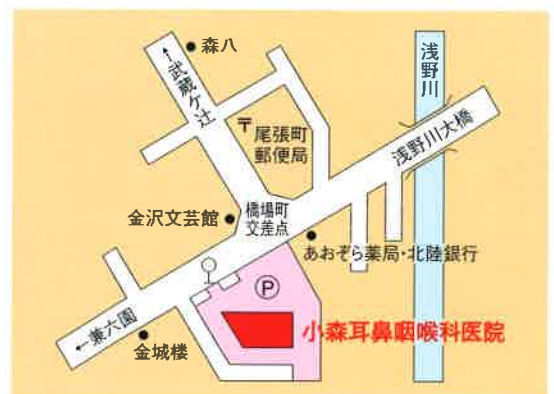 森八
↑武蔵ケ辻
浅野川
〒尾張町
郵便局
浅野川大橋
金沢文芸館
橋場町
交差点
あおぞら薬局・北陸銀行
P
←兼六園
小森耳鼻咽喉科医院
金城楼